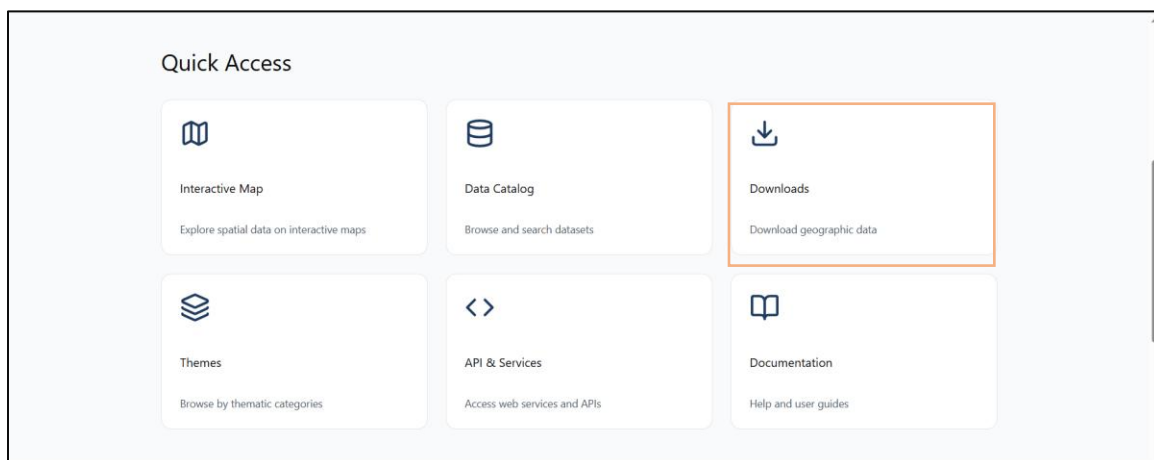 Quick Access
Interactive Map
Explore spatial data on interactive maps
Data Catalog
Browse and search datasets
Downloads
Download geographic data
Themes
Browse by thematic categories
API & Services
Access web services and APIs
Documentation
Help and user guides